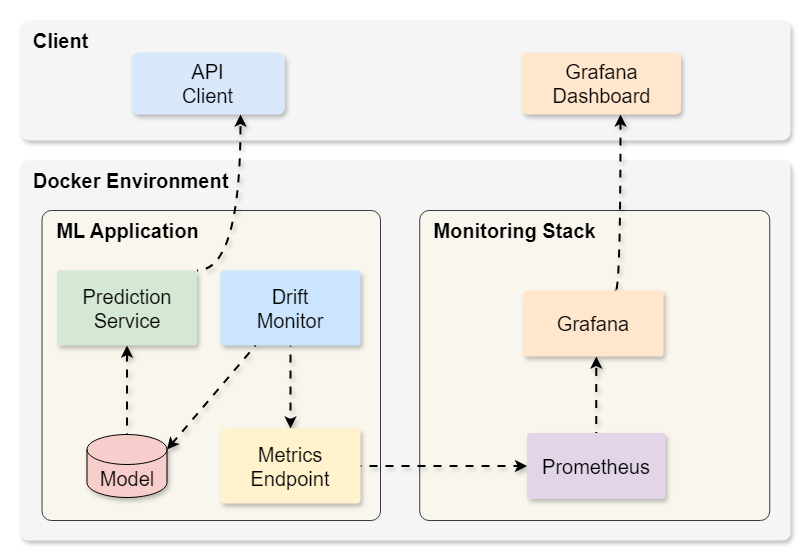 Client
API
Client
Grafana
Dashboard
Docker Environment
ML Application
Prediction
Service
Drift
Monitor
Model
Metrics
Endpoint
Monitoring Stack
Grafana
Prometheus